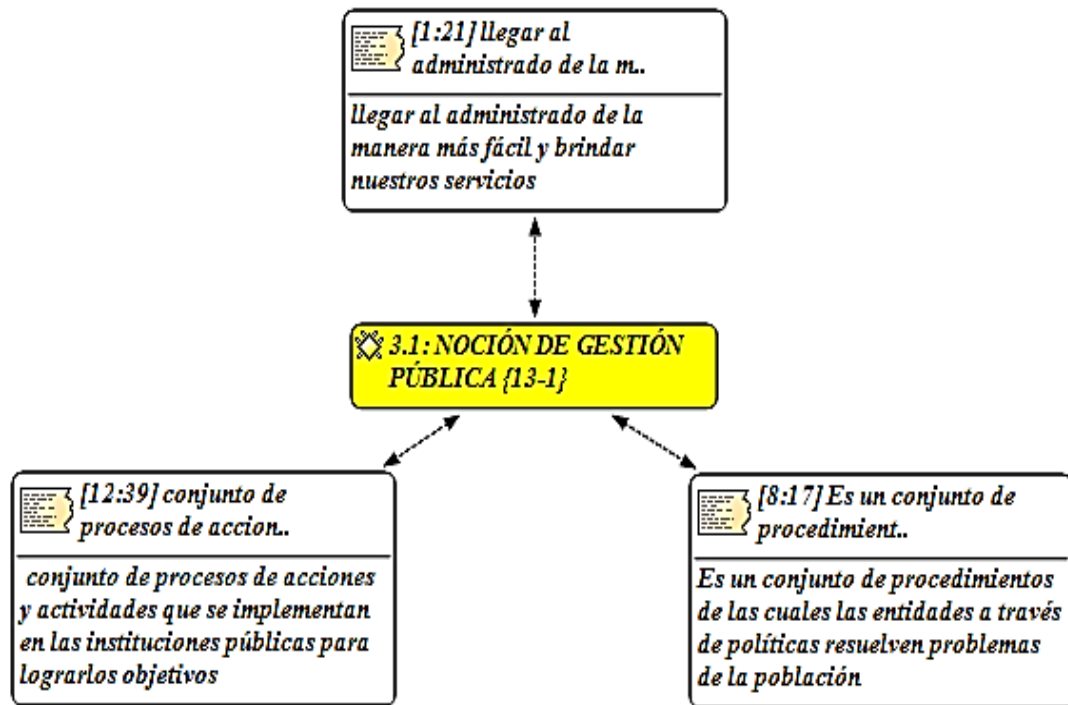 [1:21] llegar al
administrado de la m..
llegar al administrado de la
manera más fácil y brindar
nuestros servicios
3.1: NOCIÓN DE GESTIÓN
PÚBLICA {13-1}
[12:39] conjunto de
procesos de accion..
conjunto de procesos de acciones
y actividades que se implementan
en las instituciones públicas para
lograrlos objetivos
[8:17] Es un conjunto de
procedimient..
Es un conjunto de procedimientos
de las cuales las entidades a través
de políticas resuelven problemas
de la población